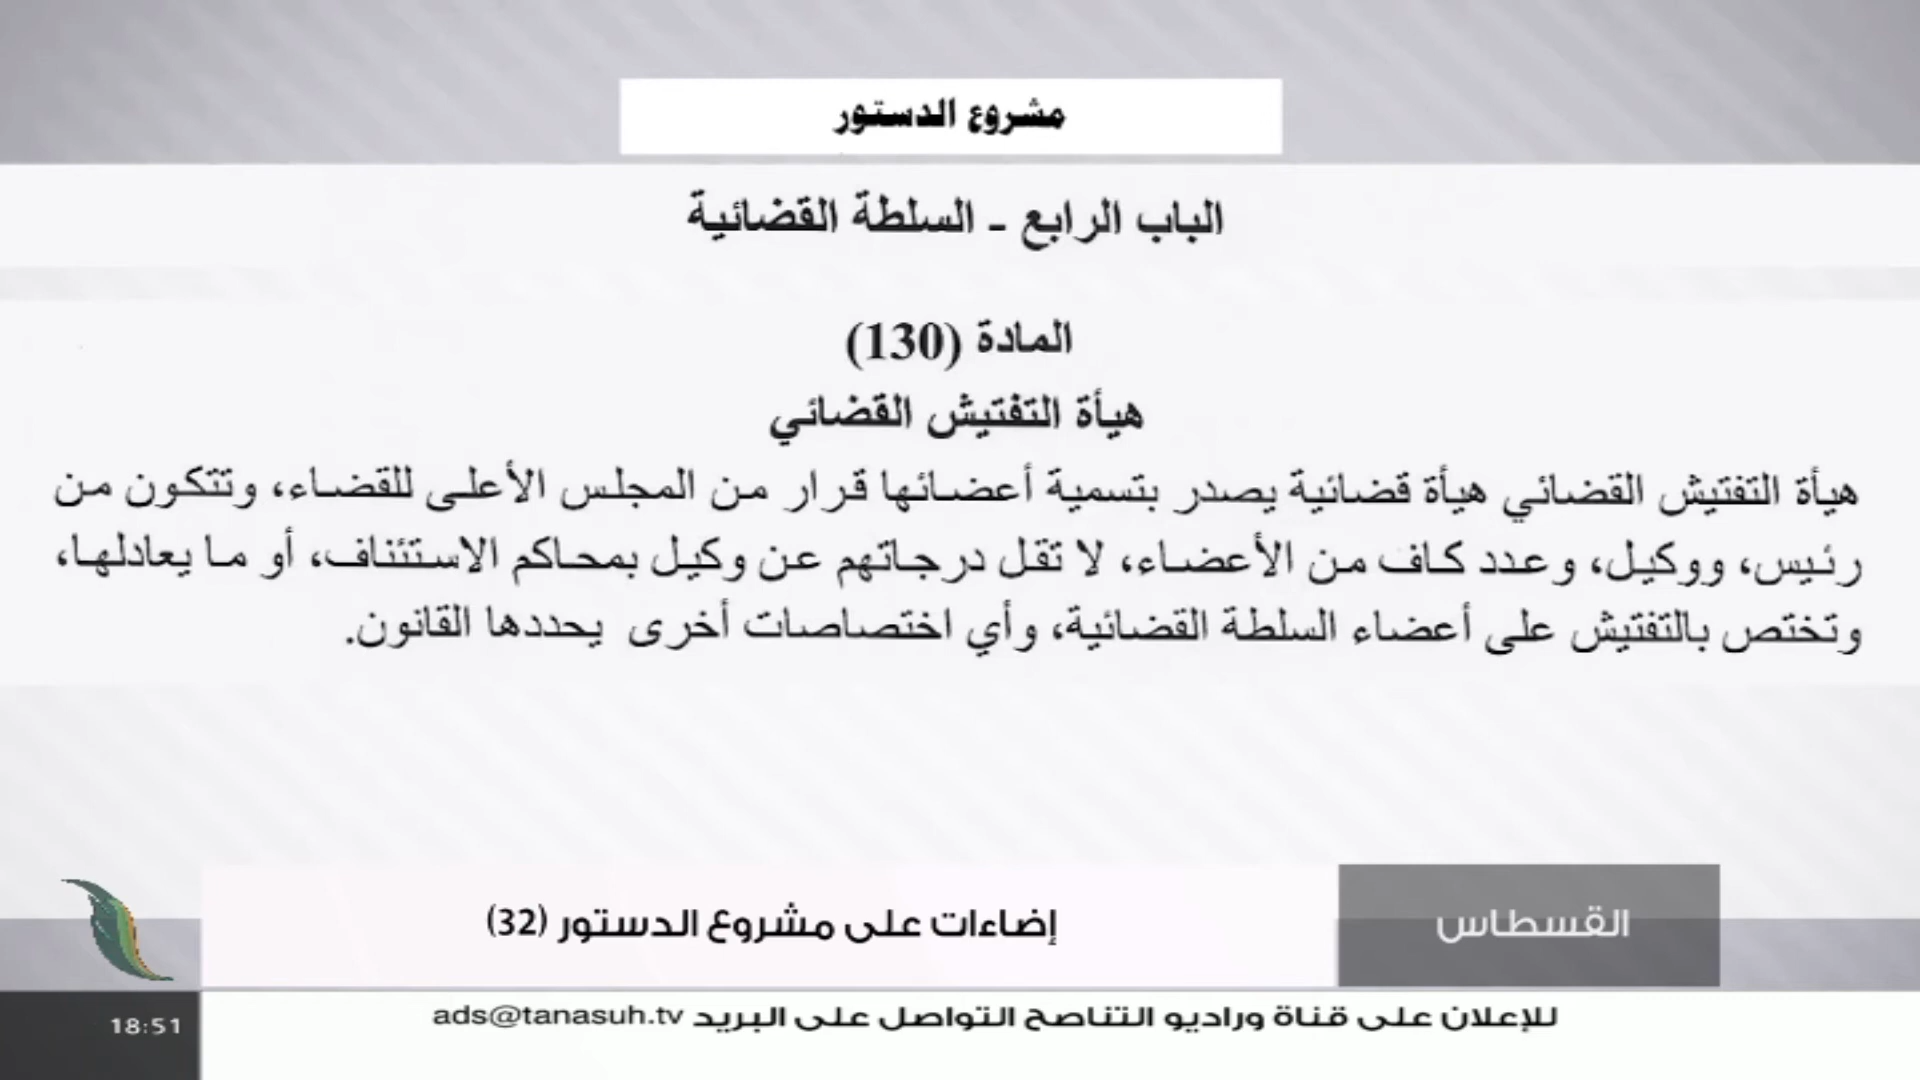 مشروع الدستور
الباب الرابع - السلطة القضائية
المادة (130)
هيأة التفتيش القضائي
هيأة التفتيش القضائي هيأة قضائية يصدر بتسمية أعضائها قرار من المجلس الأعلى للقضاء، وتتكون من
رئيس، ووكيل، وعدد كاف من الأعضاء، لا تقل درجاتهم عن وكيل بمحاكم الاستئناف، أو ما يعادلها،
وتختص بالتفتيش على أعضاء السلطة القضائية، وأي اختصاصات أخرى يحددها القانون.
القسطاس
إضاءات على مشروع الدستور (32)
للإعلان على قناة وراديو التناصح التواصل على البريد ads@tanasuh.tv
18:51